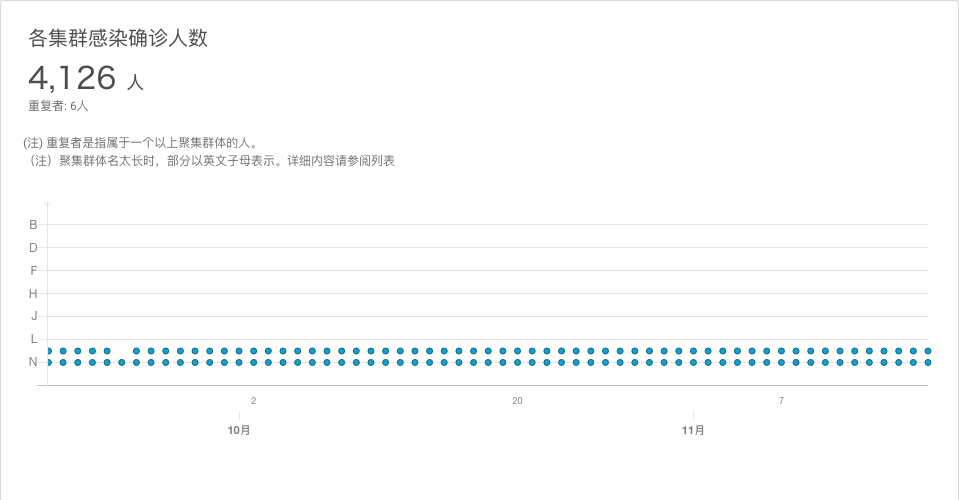 各集群感染确诊人数
4,126 人
重复者: 6人
(注) 重复者是指属于一个以上聚集群体的人。
（注）聚集群体名太长时，部分以英文子母表示。详细内容请参阅列表
B
D
F
H
J
L
N
2 20 7
10月 11月